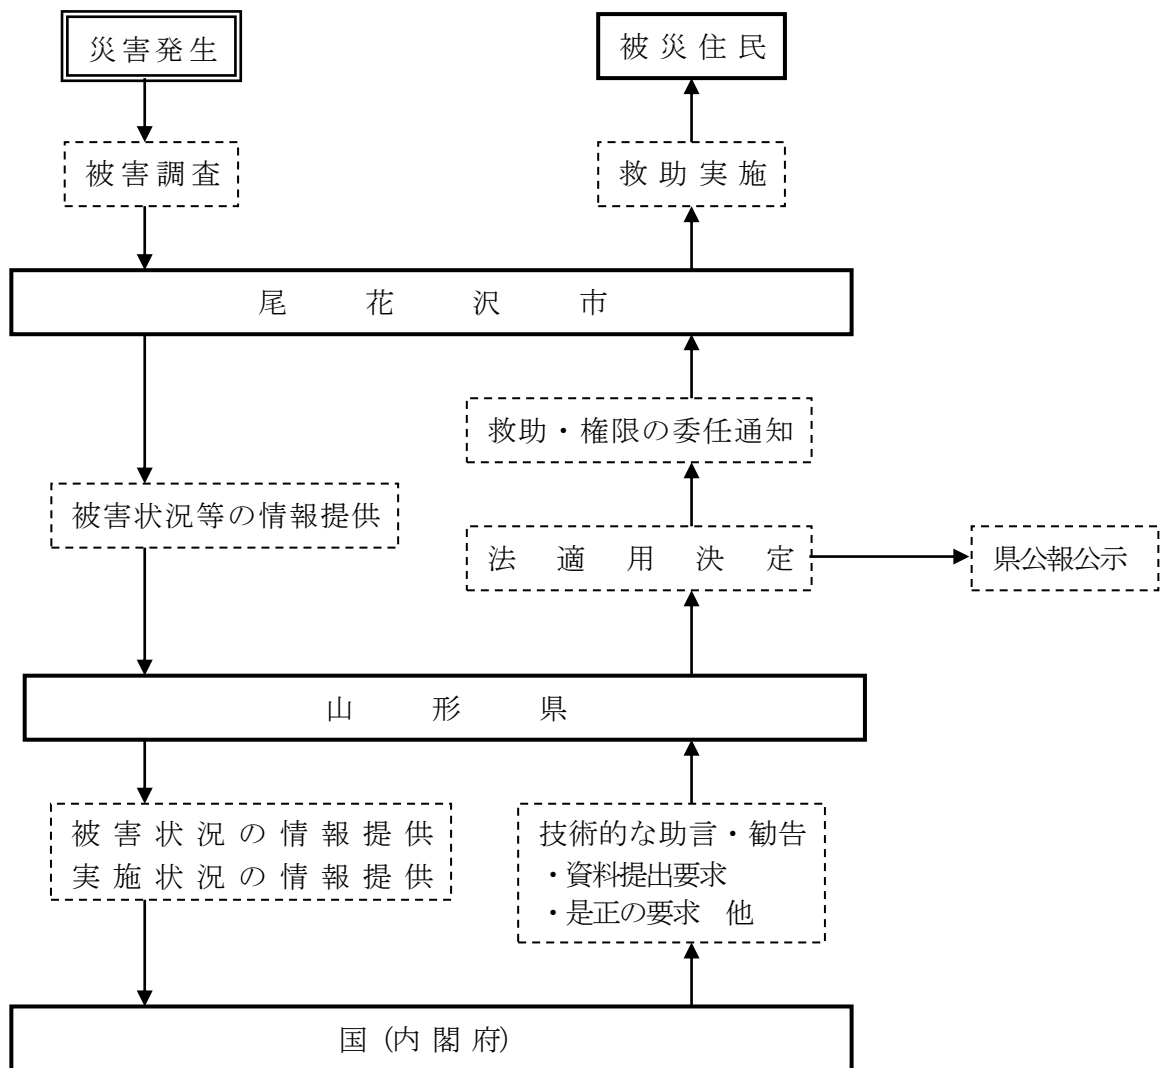 災害発生
被災住民
被害調査
救助実施
尾花沢市
救助・権限の委任通知
被害状況等の情報提供
法適用決定
県公報公示
山形県
被害状況の情報提供
実施状況の情報提供
技術的な助言・勧告
・資料提出要求
・是正の要求　他
国（内閣府）